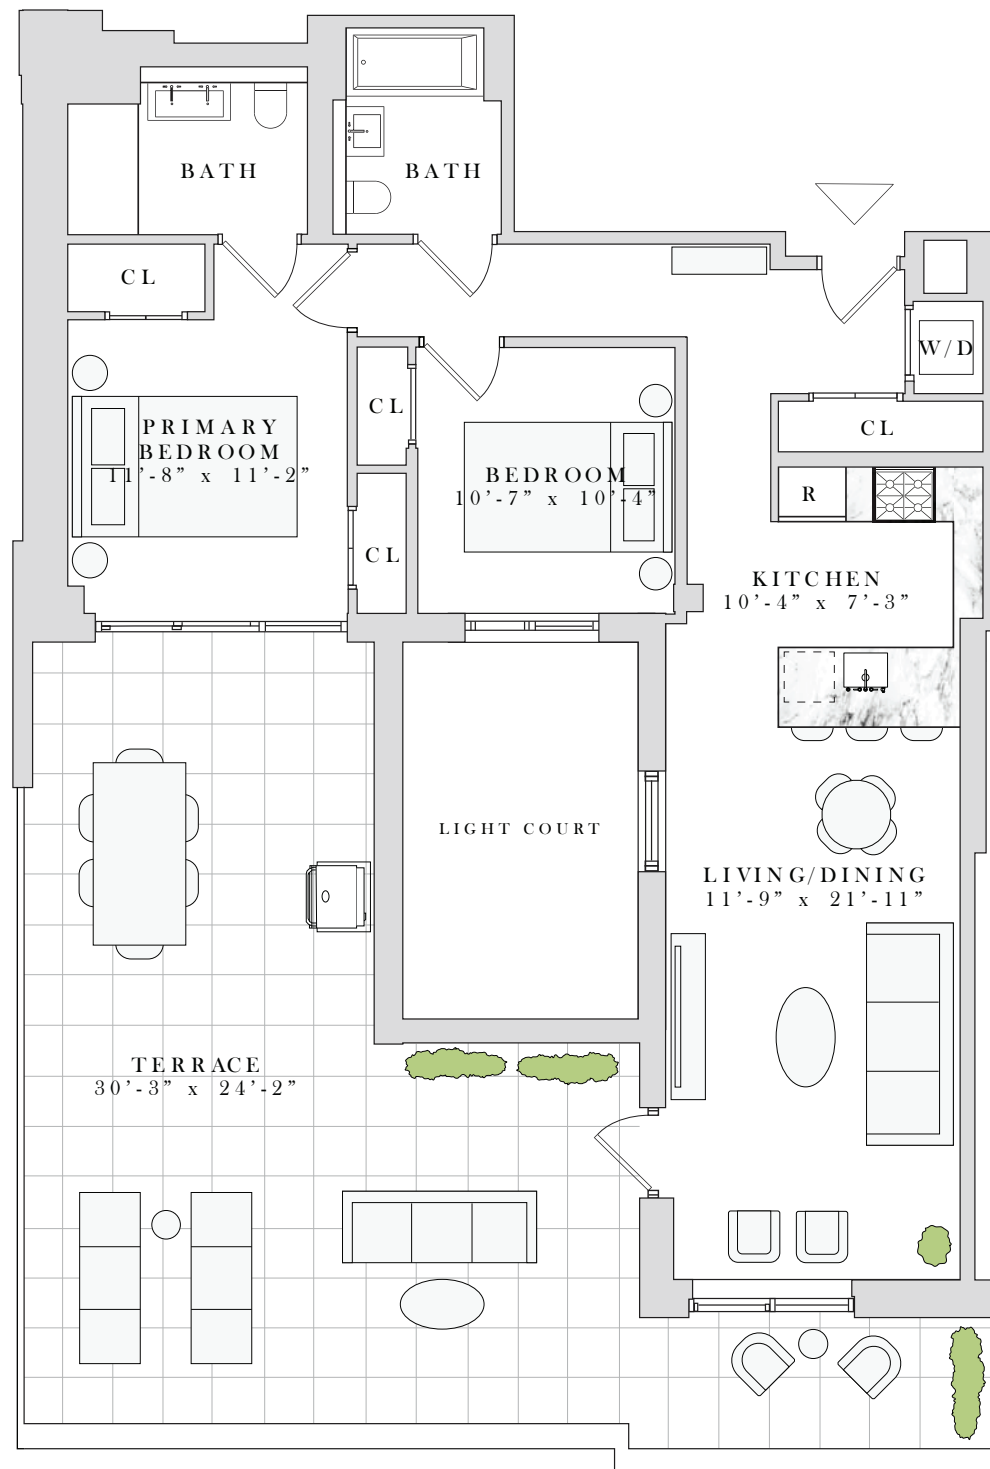 BATH
BATH
CL
W/D
CL
CL
PRIMARY
BEDROOM
11'-8” x 11'-2”
BEDROOM
10'-7” x 10'-4”
R
CL
KITCHEN
10'-4” x 7'-3”
LIGHT COURT
LIVING/DINING
11'-9” x 21'-11”
TERRACE
30'-3” x 24'-2”